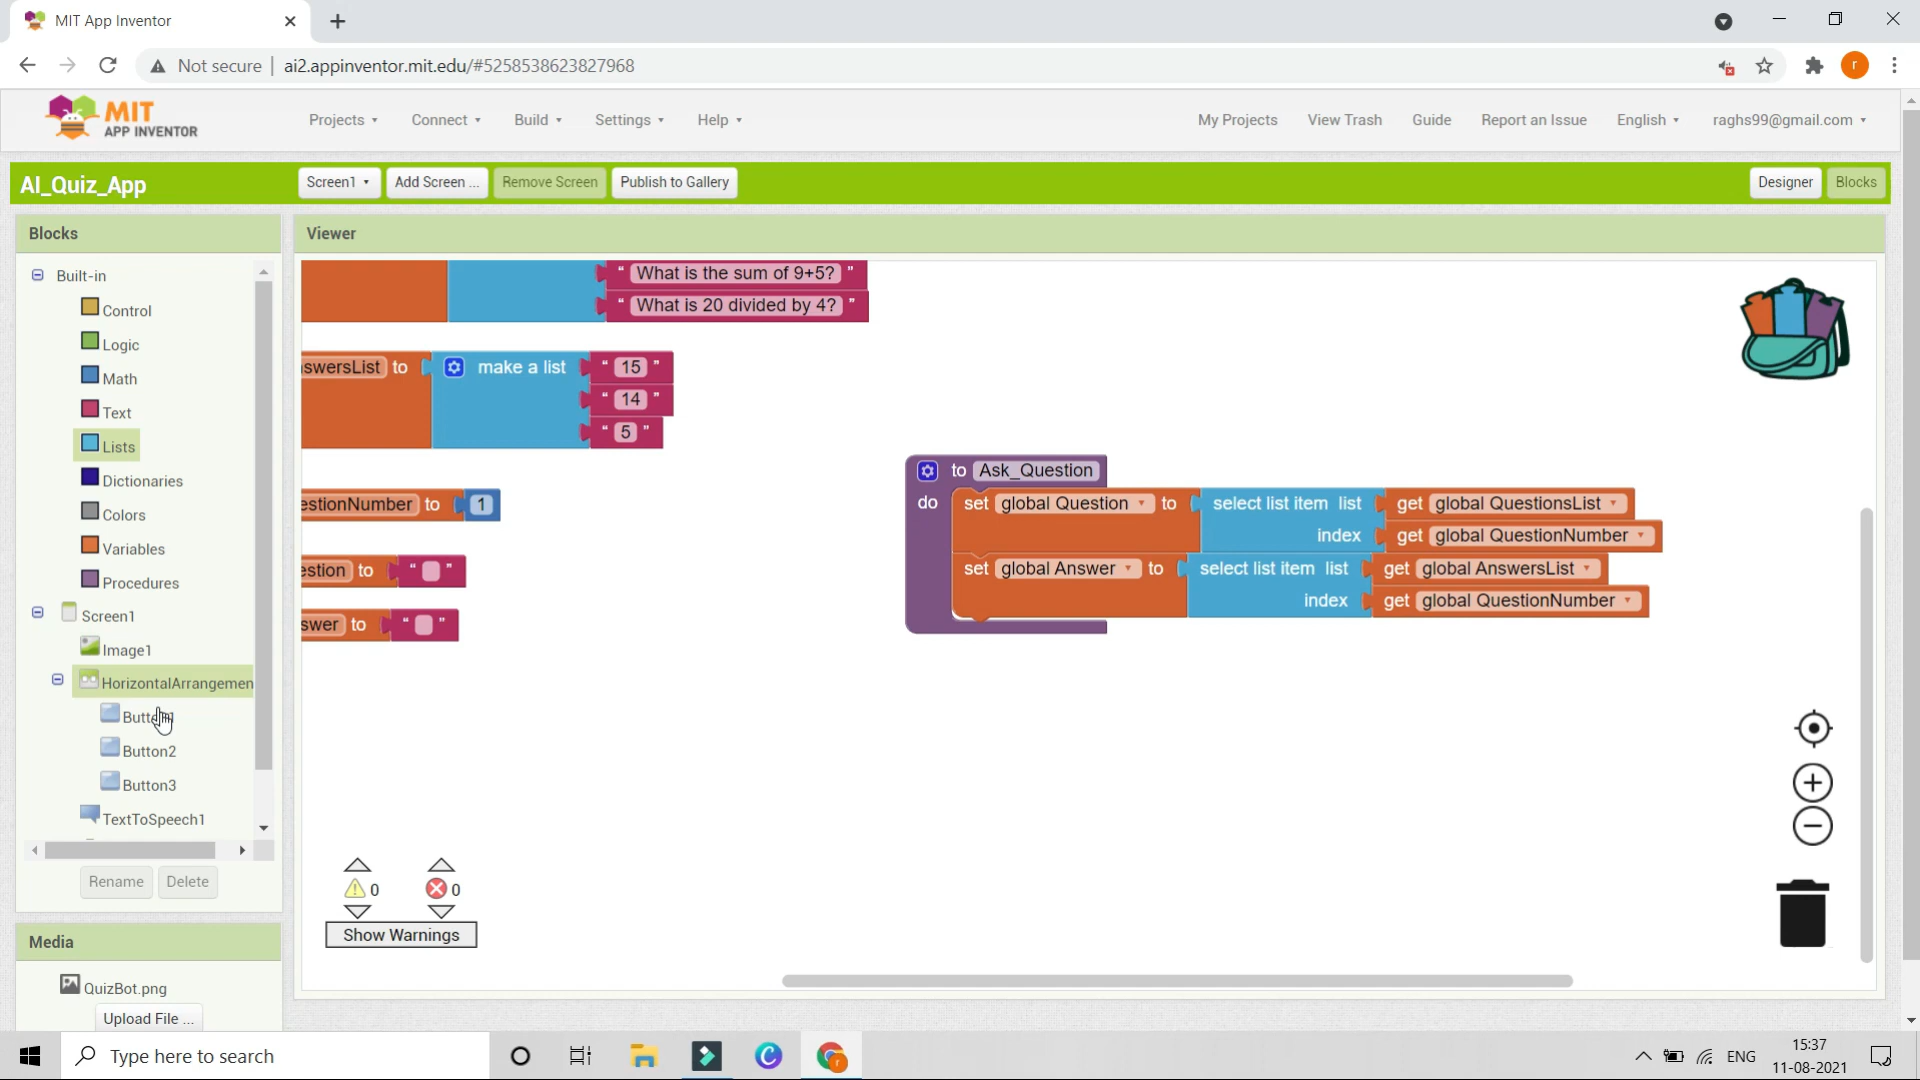 MIT App Inventor
Not secure | ai2.appinventor.mit.edu/#5258538623827968
r
MIT
APP INVENTOR
Projects Connect Build Settings Help My Projects View Trash Guide Report an Issue English raghs99@gmail.com
AI_Quiz_App Screen1 Add Screen ... Remove Screen Publish to Gallery Designer Blocks
Blocks
Built-in
Control
Logic
Math
Text
Lists
Dictionaries
Colors
Variables
Procedures
Screen1
Image1
HorizontalArrangemen
Button2
Button3
TextToSpeech1
Rename Delete
Media
QuizBot.png
Upload File ...
Viewer
“ What is the sum of 9+5? ”
“ What is 20 divided by 4? ”
swersList to make a list “ 15 ”
“ 14 ”
“ 5 ”
estionNumber to 1
estion to “ ”
swer to “ ”
to Ask_Question
do set global Question to select list item list get global QuestionsList
index get global QuestionNumber
set global Answer to select list item list get global AnswersList
index get global QuestionNumber
0 0
Show Warnings
Type here to search
ENG
15:37
11-08-2021